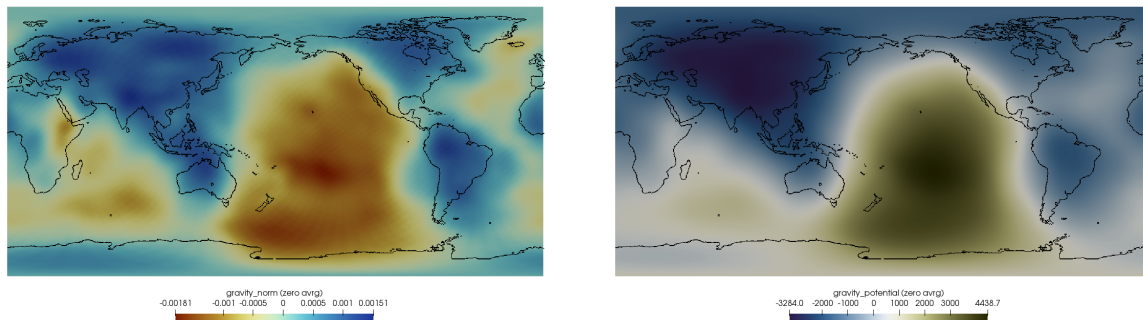 gravity_norm (zero avrg)
-0.00181 -0.001 -0.0005 0 0.0005 0.001 0.00151
gravity_potential (zero avrg)
-3284.0 -2000 -1000 0 1000 2000 3000 4438.7